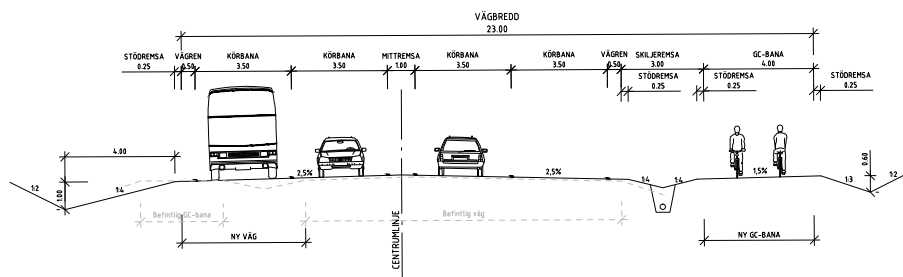 VÄGBREDD
23.00
STÖDREMSA VÄGREN KÖRBANA KÖRBANA MITTREMSA KÖRBANA KÖRBANA VÄGREN SKILJEREMSA GC-BANA
0.25 0.50 3.50 3.50 1.00 3.50 3.50 0.50 3.00 4.00
STÖDREMSA STÖDREMSA STÖDREMSA
0.25 0.25 0.25
4.00
0.60
1:2 1.00 1:4 2,5% 2,5% 1:4 1:4 1,5% 1:3 1:2
Befintlig GC-bana Befintlig väg
NY VÄG NY GC-BANA
CENTRUMLINJE